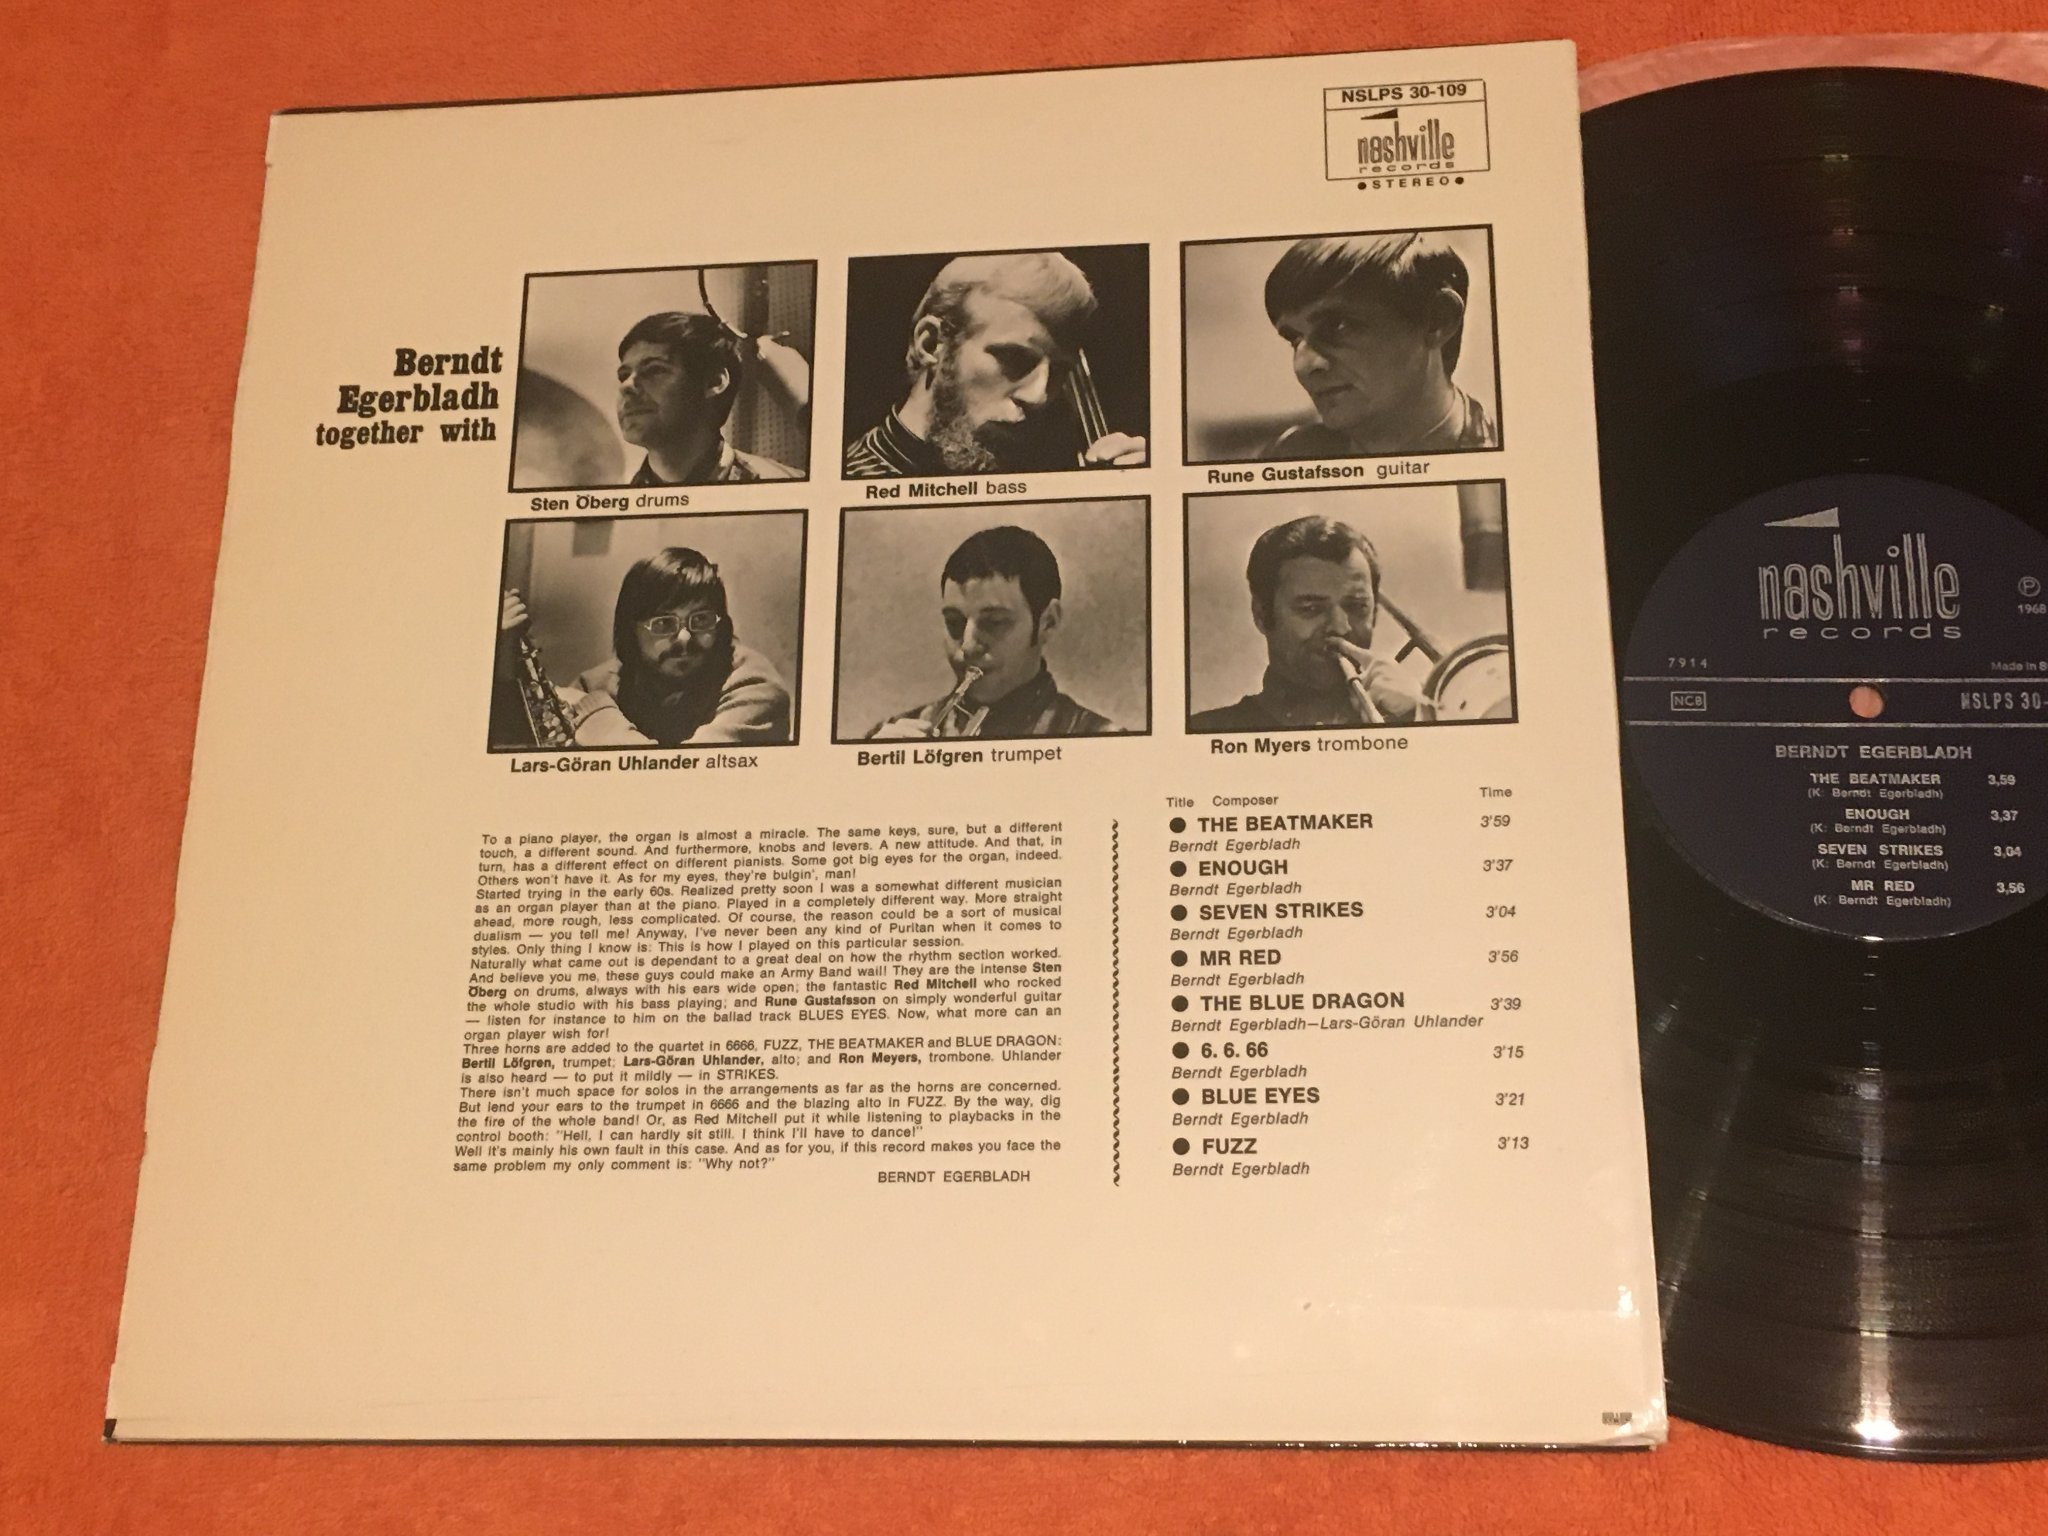 NSLPS 30-109
nashville
records
•STEREO•
Berndt
Egerbladh
together with
Sten Öberg drums
Red Mitchell bass
Rune Gustafsson guitar
Lars-Göran Uhlander altsax
Bertil Löfgren trumpet
Ron Myers trombone
To a piano player, the organ is almost a miracle. The same keys, sure, but a different
touch, a different sound. And furthermore, knobs and levers. A new attitude. And that, in
turn, has a different effect on different pianists. Some got big eyes for the organ, indeed.
Others won't have it. As for my eyes, they're bulgin', man!
Started trying in the early 60s. Realized pretty soon I was a somewhat different musician
as an organ player than at the piano. Played in a completely different way. More straight
ahead, more rough, less complicated. Of course, the reason could be a sort of musical
dualism — you tell me! Anyway, I've never been any kind of Puritan when it comes to
styles. Only thing I know is: This is how I played on this particular session.
Naturally what came out is dependant to a great deal on how the rhythm section worked.
And believe you me, these guys could make an Army Band wail! They are the intense Sten
Öberg on drums, always with his ears wide open; the fantastic Red Mitchell who rocked
the whole studio with his bass playing; and Rune Gustafsson on simply wonderful guitar
— listen for instance to him on the ballad track BLUES EYES. Now, what more can an
organ player wish for!
Three horns are added to the quartet in 6666, FUZZ, THE BEATMAKER and BLUE DRAGON:
Bertil Löfgren, trumpet; Lars-Göran Uhlander, alto; and Ron Meyers, trombone. Uhlander
is also heard — to put it mildly — in STRIKES.
There isn't much space for solos in the arrangements as far as the horns are concerned.
But lend your ears to the trumpet in 6666 and the blazing alto in FUZZ. By the way, dig
the fire of the whole band! Or, as Red Mitchell put it while listening to playbacks in the
control booth: "Hell, I can hardly sit still. I think I'll have to dance!"
Well it's mainly his own fault in this case. And as for you, if this record makes you face the
same problem my only comment is: "Why not?"
BERNDT EGERBLADH
Title Composer Time
● THE BEATMAKER 3'59
Berndt Egerbladh
● ENOUGH 3'37
Berndt Egerbladh
● SEVEN STRIKES 3'04
Berndt Egerbladh
● MR RED 3'56
Berndt Egerbladh
● THE BLUE DRAGON 3'39
Berndt Egerbladh—Lars-Göran Uhlander
● 6. 6. 66 3'15
Berndt Egerbladh
● BLUE EYES 3'21
Berndt Egerbladh
● FUZZ 3'13
Berndt Egerbladh
nashville
records
℗
1968
7914 Made in
NCB NSLPS 30-
BERNDT EGERBLADH
THE BEATMAKER 3,59
(K: Berndt Egerbladh)
ENOUGH 3,37
(K: Berndt Egerbladh)
SEVEN STRIKES 3,04
(K: Berndt Egerbladh)
MR RED 3,56
(K: Berndt Egerbladh)